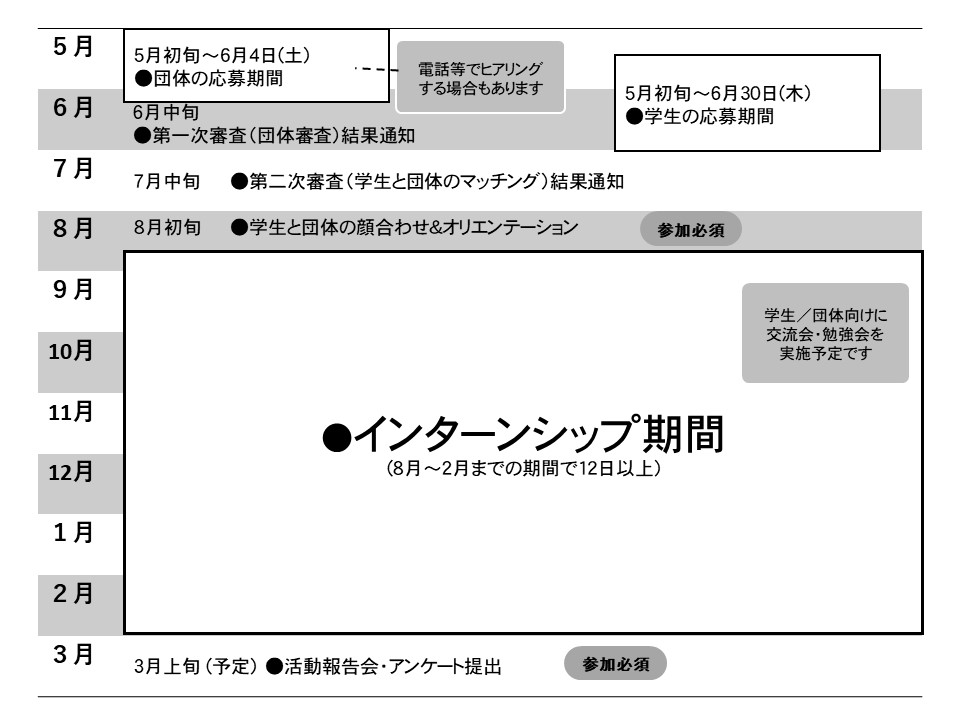 5月
5月初旬～6月4日(土)
●団体の応募期間
電話等でヒアリング
する場合もあります
5月初旬～6月30日(木)
●学生の応募期間
6月
6月中旬
●第一次審査(団体審査)結果通知
7月
7月中旬 ●第二次審査(学生と団体のマッチング)結果通知
8月
8月初旬 ●学生と団体の顔合わせ&オリエンテーション 参加必須
9月
学生／団体向けに
交流会・勉強会を
実施予定です
10月
11月
●インターンシップ期間
(8月～2月までの期間で12日以上)
12月
1月
2月
3月
3月上旬(予定) ●活動報告会・アンケート提出 参加必須